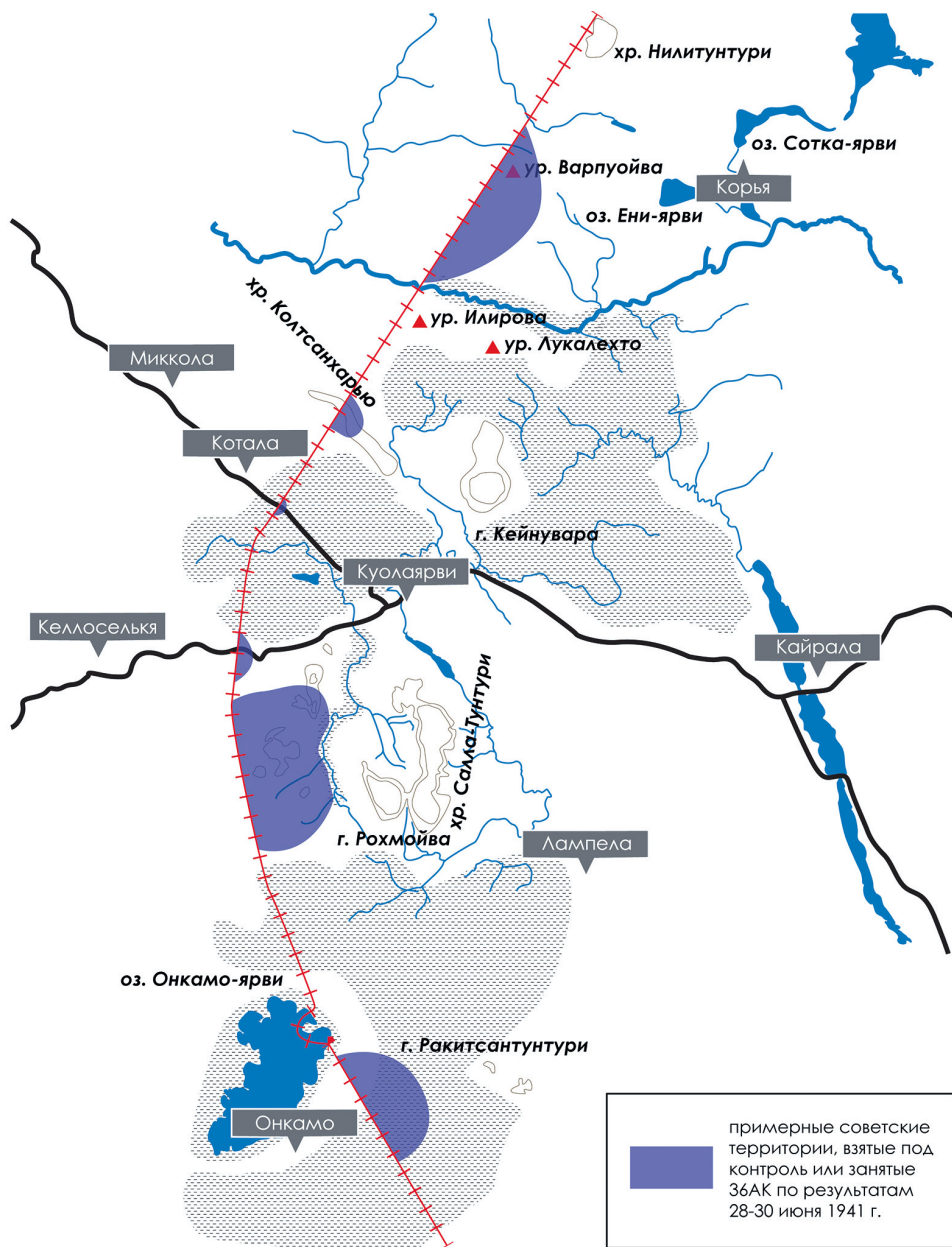 хр. Нилитунтури
оз. Сотка-ярви
ур. Варпуойва
Корья
оз. Ени-ярви
хр. Колтсанхарью
ур. Илирова
ур. Лукалехто
Миккола
Котала
г. Кейнувара
Куолаярви
Келлоселькя
Кайрала
хр. Салла-Тунтури
г. Рохмойва
Лампела
оз. Онкамо-ярви
г. Ракитсантунтури
Онкамо
примерные советские
территории, взятые под
контроль или занятые
36АК по результатам
28-30 июня 1941 г.